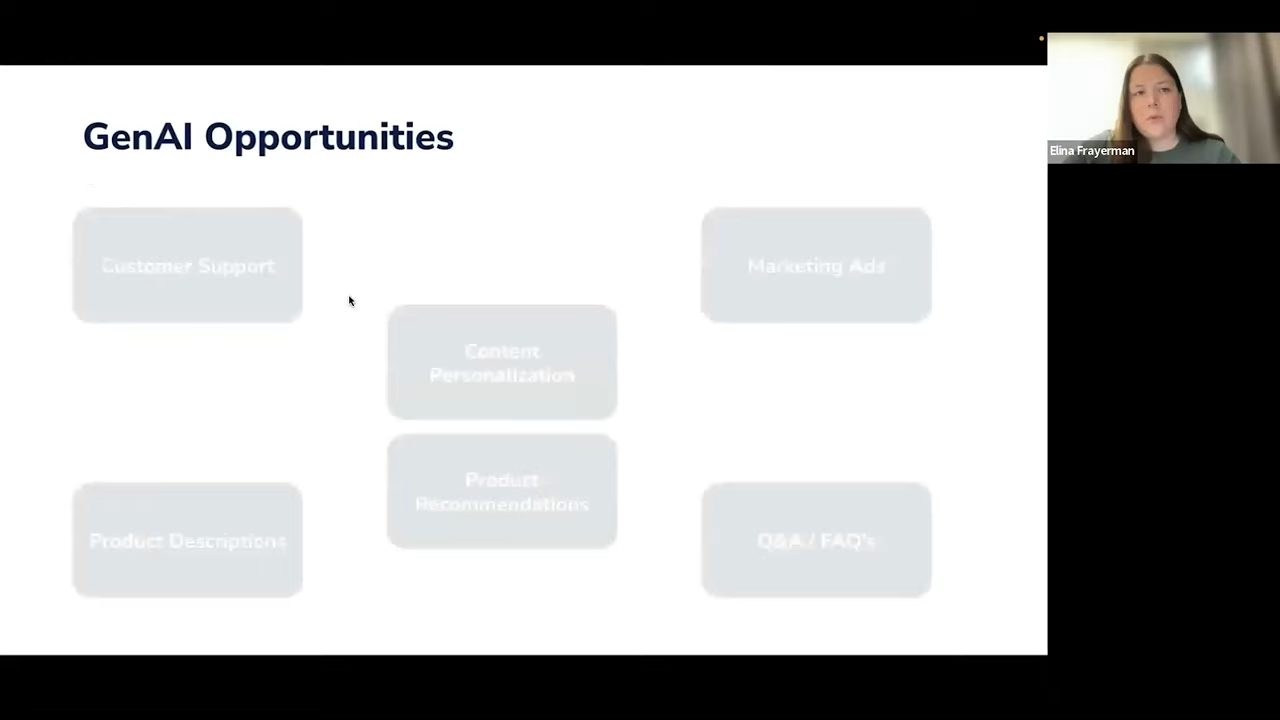 GenAI Opportunities
Elina Frayerman
Customer Support
Marketing Ads
Content
Personalization
Product
Recommendations
Product Descriptions
Q&A / FAQ's